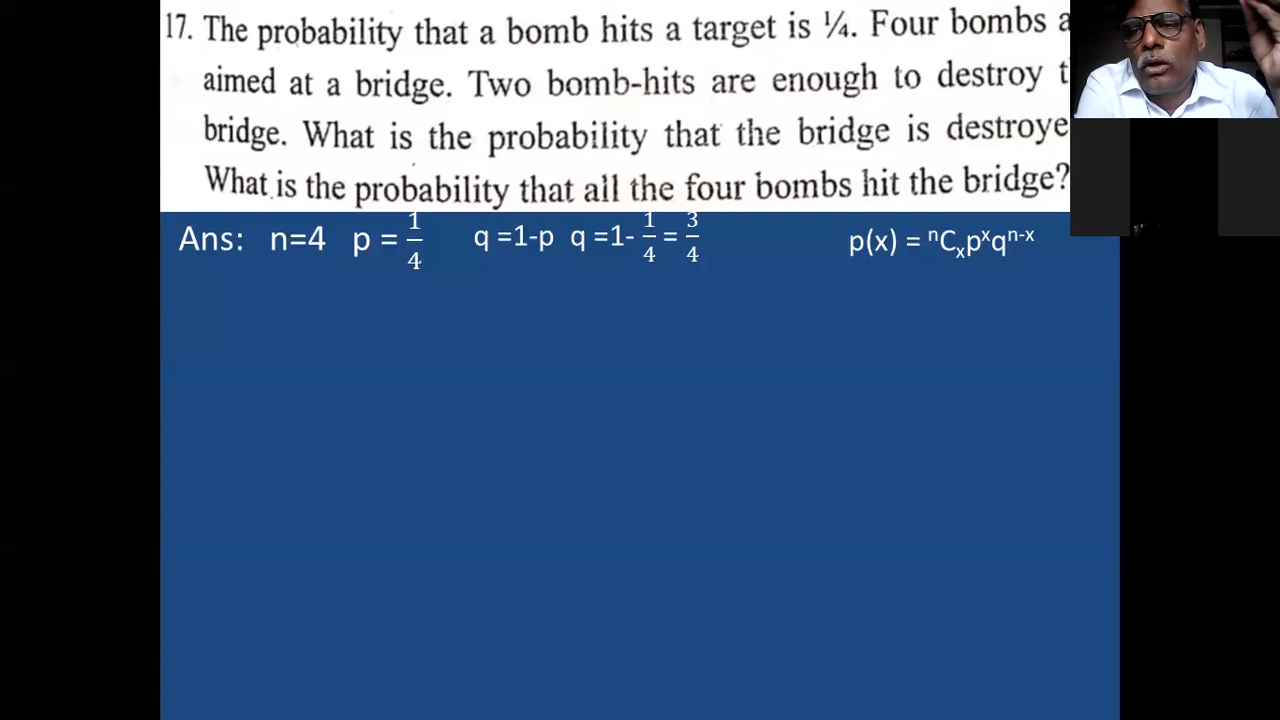 17. The probability that a bomb hits a target is ¼. Four bombs a
aimed at a bridge. Two bomb-hits are enough to destroy t
bridge. What is the probability that the bridge is destroye
What is the probability that all the four bombs hit the bridge?
Ans: n=4 p = 1/4 q =1-p q =1- 1/4 = 3/4 p(x) = ⁿCₓpˣqⁿ⁻ˣ